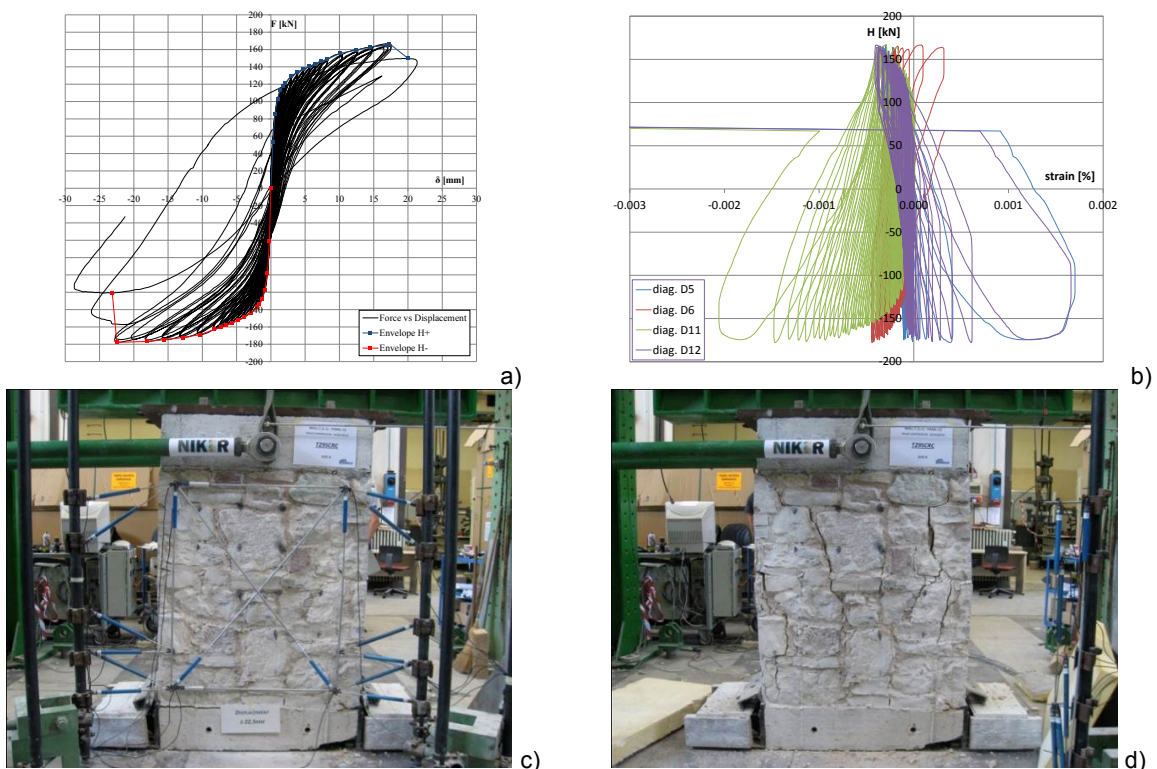 F [kN]
200
180
160
140
120
100
80
60
40
20
0
δ [mm]
-30 -25 -20 -15 -10 -5 0 5 10 15 20 25 30
-20
-40
-60
-80
-100
-120
-140
-160
-180
-200
Force vs Displacement
Envelope H+
Envelope H-
a)
H [kN]
200
150
100
50
0
strain [%]
-0.003 -0.002 -0.001 0.000 0.001 0.002
-50
-100
-150
-200
diag. D5
diag. D6
diag. D11
diag. D12
b)
NIKER
DISPLACEMENT
c)
NIKER
d)